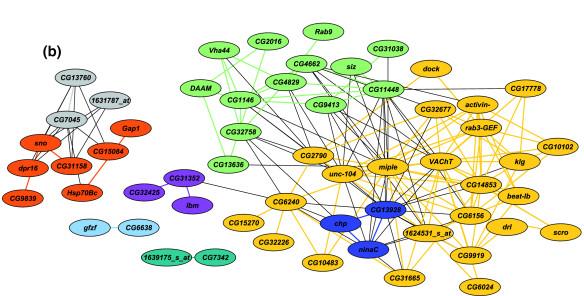 (b)
Rab9
CG2016
Vha44
CG31038
CG4662
siz
dock
CG13760
DAAM
CG4829
CG11448
CG17778
1631787_at
CG1146
CG9413
CG32677
activin-
CG7045
Gap1
CG32758
rab3-GEF
sno
CG15064
CG2790
CG10102
dpr16
CG31158
CG13636
unc-104
miple
VAChT
klg
CG31352
CG14853
CG9839
Hsp70Bc
CG32425
beat-Ib
ibm
CG6240
CG13928
CG6156
CG15270
chp
gfzf
CG6638
1624531_s_at
drl
scro
CG32226
ninaC
1639175_s_at
CG7342
CG10483
CG9919
CG31665
CG6024